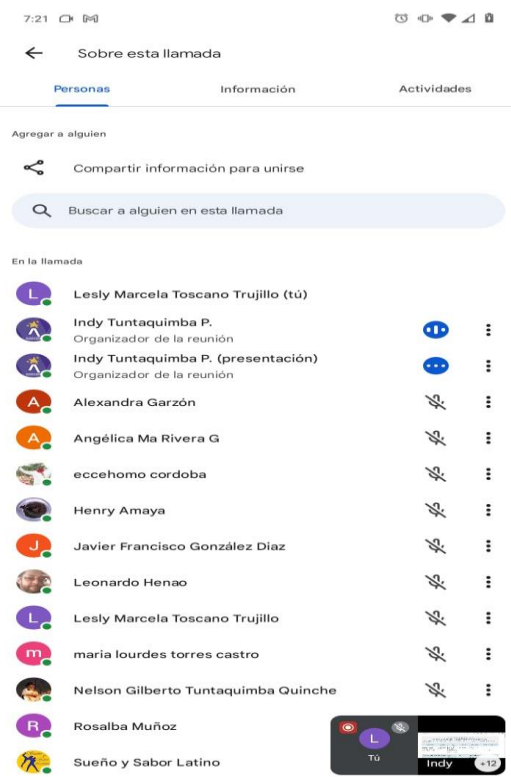 7:21
Sobre esta llamada
Personas
Información
Actividades
Agregar a alguien
Compartir información para unirse
Buscar a alguien en esta llamada
En la llamada
L
Lesly Marcela Toscano Trujillo (tú)
Indy Tuntaquimba P.
Organizador de la reunión
Indy Tuntaquimba P. (presentación)
Organizador de la reunión
A
Alexandra Garzón
A
Angélica Ma Rivera G
eccehomo cordoba
Henry Amaya
J
Javier Francisco González Diaz
Leonardo Henao
L
Lesly Marcela Toscano Trujillo
m
maria lourdes torres castro
Nelson Gilberto Tuntaquimba Quinche
R
Rosalba Muñoz
Sueño y Sabor Latino
L
Tú
Indy
+12